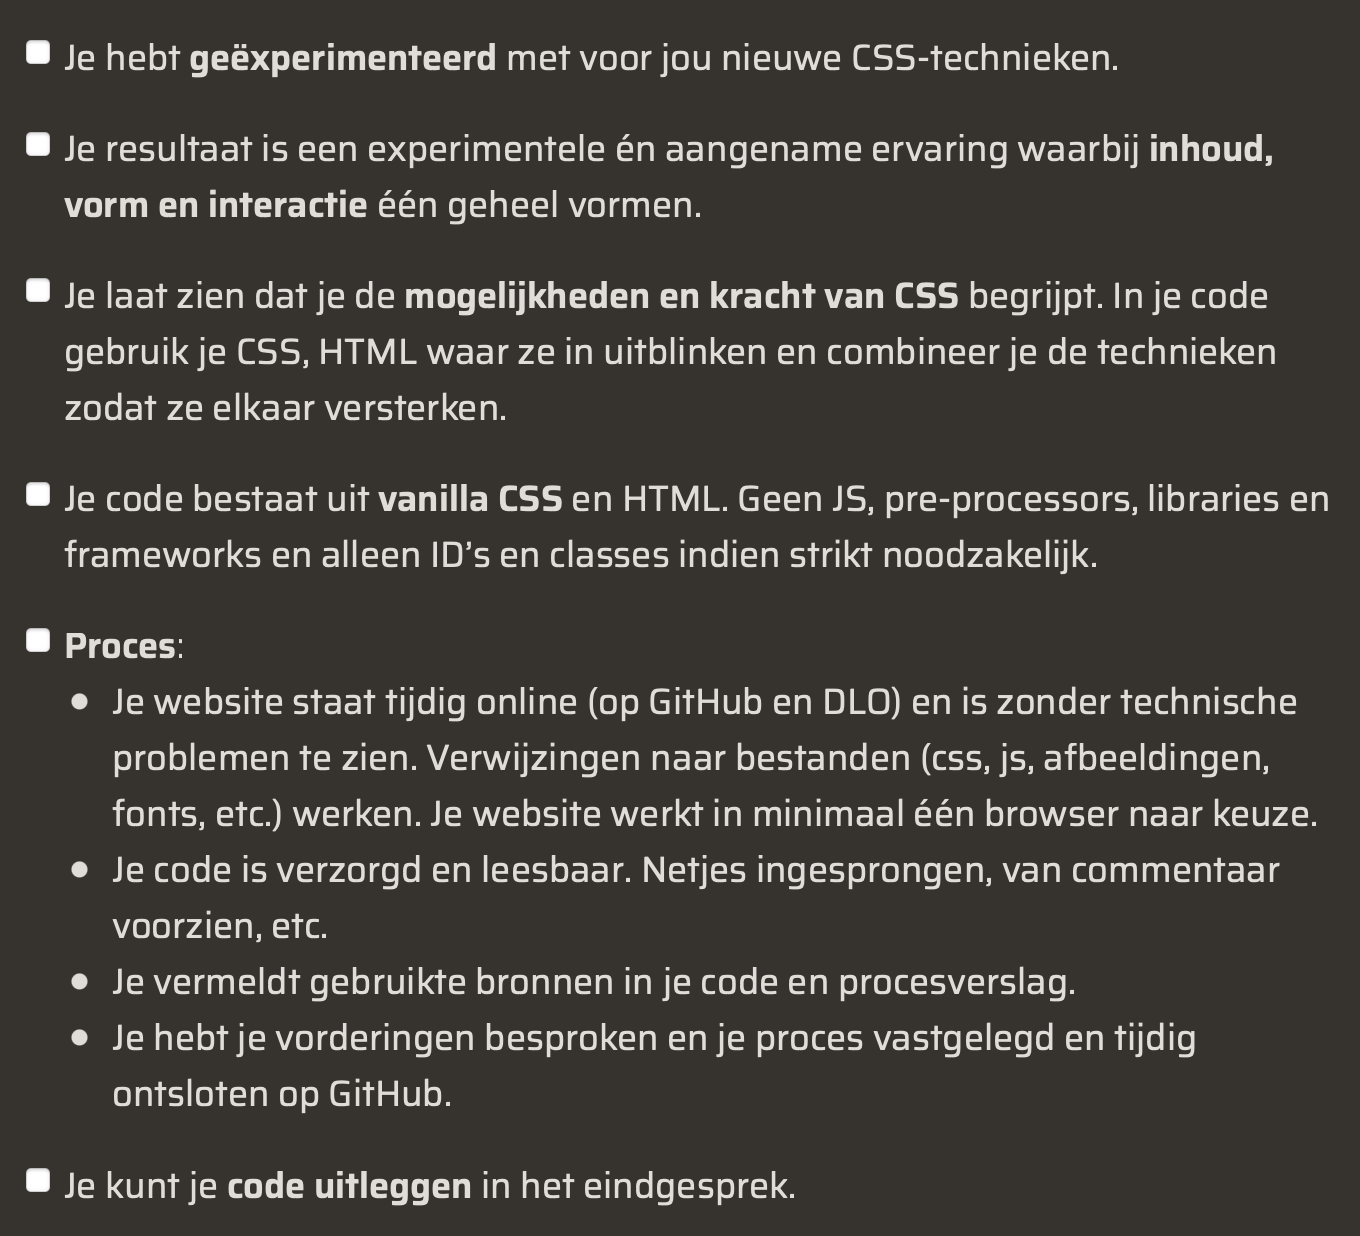 Je hebt geëxperimenteerd met voor jou nieuwe CSS-technieken.
Je resultaat is een experimentele én aangename ervaring waarbij inhoud,
vorm en interactie één geheel vormen.
Je laat zien dat je de mogelijkheden en kracht van CSS begrijpt. In je code
gebruik je CSS, HTML waar ze in uitblinken en combineer je de technieken
zodat ze elkaar versterken.
Je code bestaat uit vanilla CSS en HTML. Geen JS, pre-processors, libraries en
frameworks en alleen ID’s en classes indien strikt noodzakelijk.
Proces:
Je website staat tijdig online (op GitHub en DLO) en is zonder technische
problemen te zien. Verwijzingen naar bestanden (css, js, afbeeldingen,
fonts, etc.) werken. Je website werkt in minimaal één browser naar keuze.
Je code is verzorgd en leesbaar. Netjes ingesprongen, van commentaar
voorzien, etc.
Je vermeldt gebruikte bronnen in je code en procesverslag.
Je hebt je vorderingen besproken en je proces vastgelegd en tijdig
ontsloten op GitHub.
Je kunt je code uitleggen in het eindgesprek.